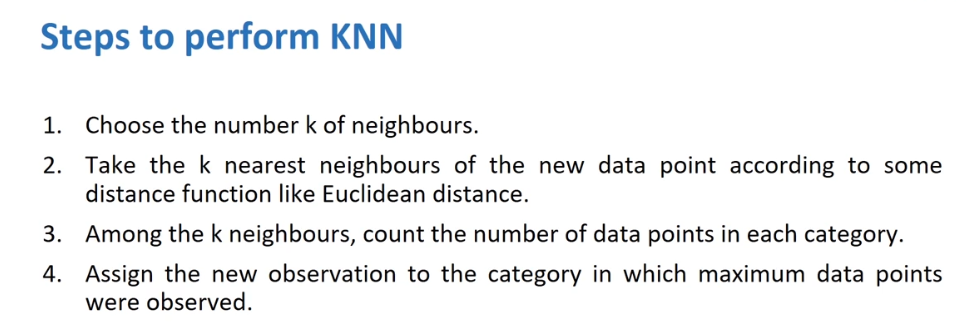 Steps to perform KNN
1. Choose the number k of neighbours.
2. Take the k nearest neighbours of the new data point according to some
distance function like Euclidean distance.
3. Among the k neighbours, count the number of data points in each category.
4. Assign the new observation to the category in which maximum data points
were observed.